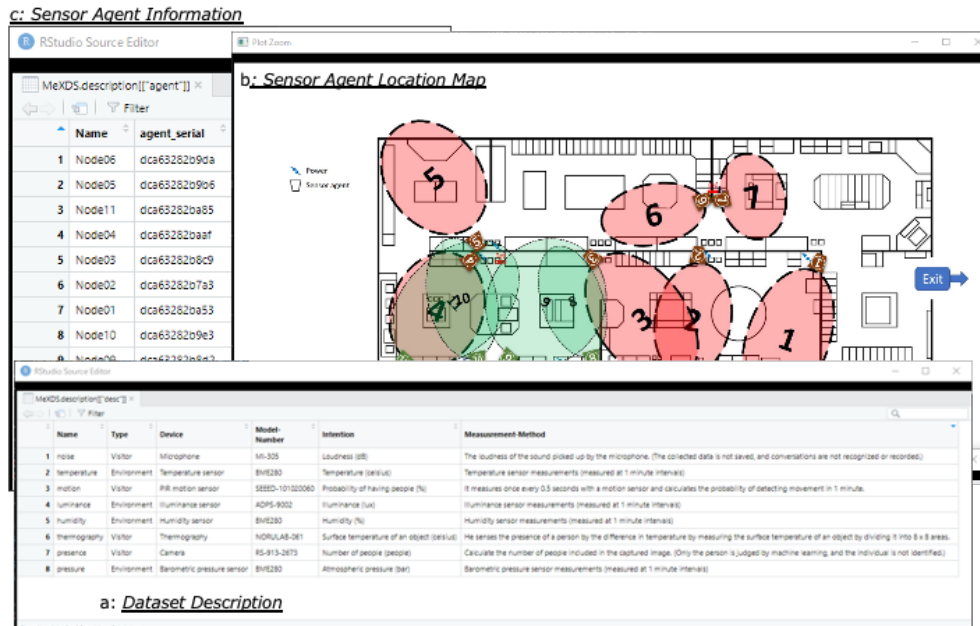 c: Sensor Agent Information
RStudio Source Editor
MeXDS.description[["agent"]]
Filter
Name agent_serial
1 Node06 dca63282b9da
2 Node05 dca63282b9b6
3 Node11 dca63282ba85
4 Node04 dca63282baaf
5 Node03 dca63282b8c9
6 Node02 dca63282b7a3
7 Node01 dca63282ba53
8 Node10 dca63282b9e3
9 Node09 dca63282b8d2
Plot Zoom
b: Sensor Agent Location Map
Power
Sensor agent
5
6
7
4
10
9
8
3
2
1
Exit
RStudio Source Editor
MeXDS.description[["desc"]]
Filter
Name Type Device Model-Number Intention Measusrement-Method
1 noise Visitor Microphone MI-305 Loudness (dB) The loudness of the sound picked up by the microphone. (The collected data is not saved, and conversations are not recognized or recorded.)
2 temperature Environment Temperature sensor BME280 Temperature (celsius) Temperature sensor measurements (measured at 1 minute intervals)
3 motion Visitor PIR motion sensor SEEED-101020060 Probability of having people (%) It measures once every 0.5 seconds with a motion sensor and calculates the probability of detecting movement in 1 minute.
4 luminance Environment Illuminance sensor ADPS-9002 Illuminance (lux) Illuminance sensor measurements (measured at 1 minute intervals)
5 humidity Environment Humidity sensor BME280 Humidity (%) Humidity sensor measurements (measured at 1 minute intervals)
6 thermography Visitor Thermography NORULAB-081 Surface temperature of an object (celsius) He senses the presence of a person by the difference in temperature by measuring the surface temperature of an object by dividing it into 8 x 8 areas.
7 presence Visitor Camera RS-913-2673 Number of people (people) Calculate the number of people included in the captured image. (Only the person is judged by machine learning, and the individual is not identified.)
8 pressure Environment Barometric pressure sensor BME280 Atmospheric pressure (bar) Barometric pressure sensor measurements (measured at 1 minute intervals)
a: Dataset Description